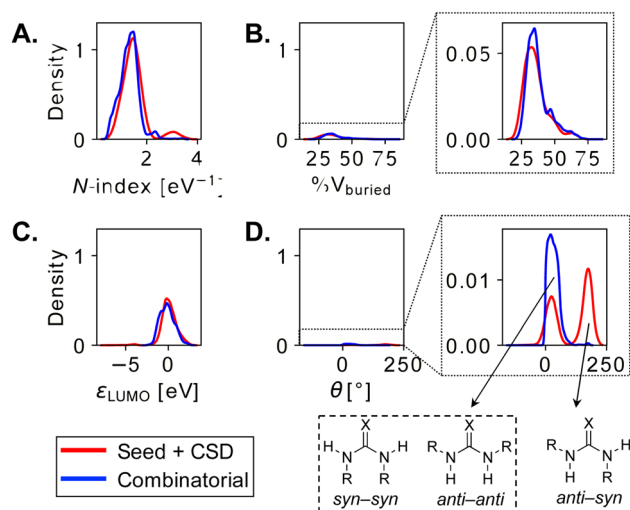 A.
B.
Density
1
0
2
4
N-index [eV⁻¹]
1
0
25
50
75
%V_buried
0.05
0.00
25
50
75
C.
D.
Density
1
0
−5
0
ε_LUMO [eV]
1
0
0
250
θ [°]
0.01
0.00
0
250
Seed + CSD
Combinatorial
X
H
N
N
H
R
R
syn–syn
X
R
N
N
R
H
H
anti–anti
X
R
N
N
H
H
R
anti–syn